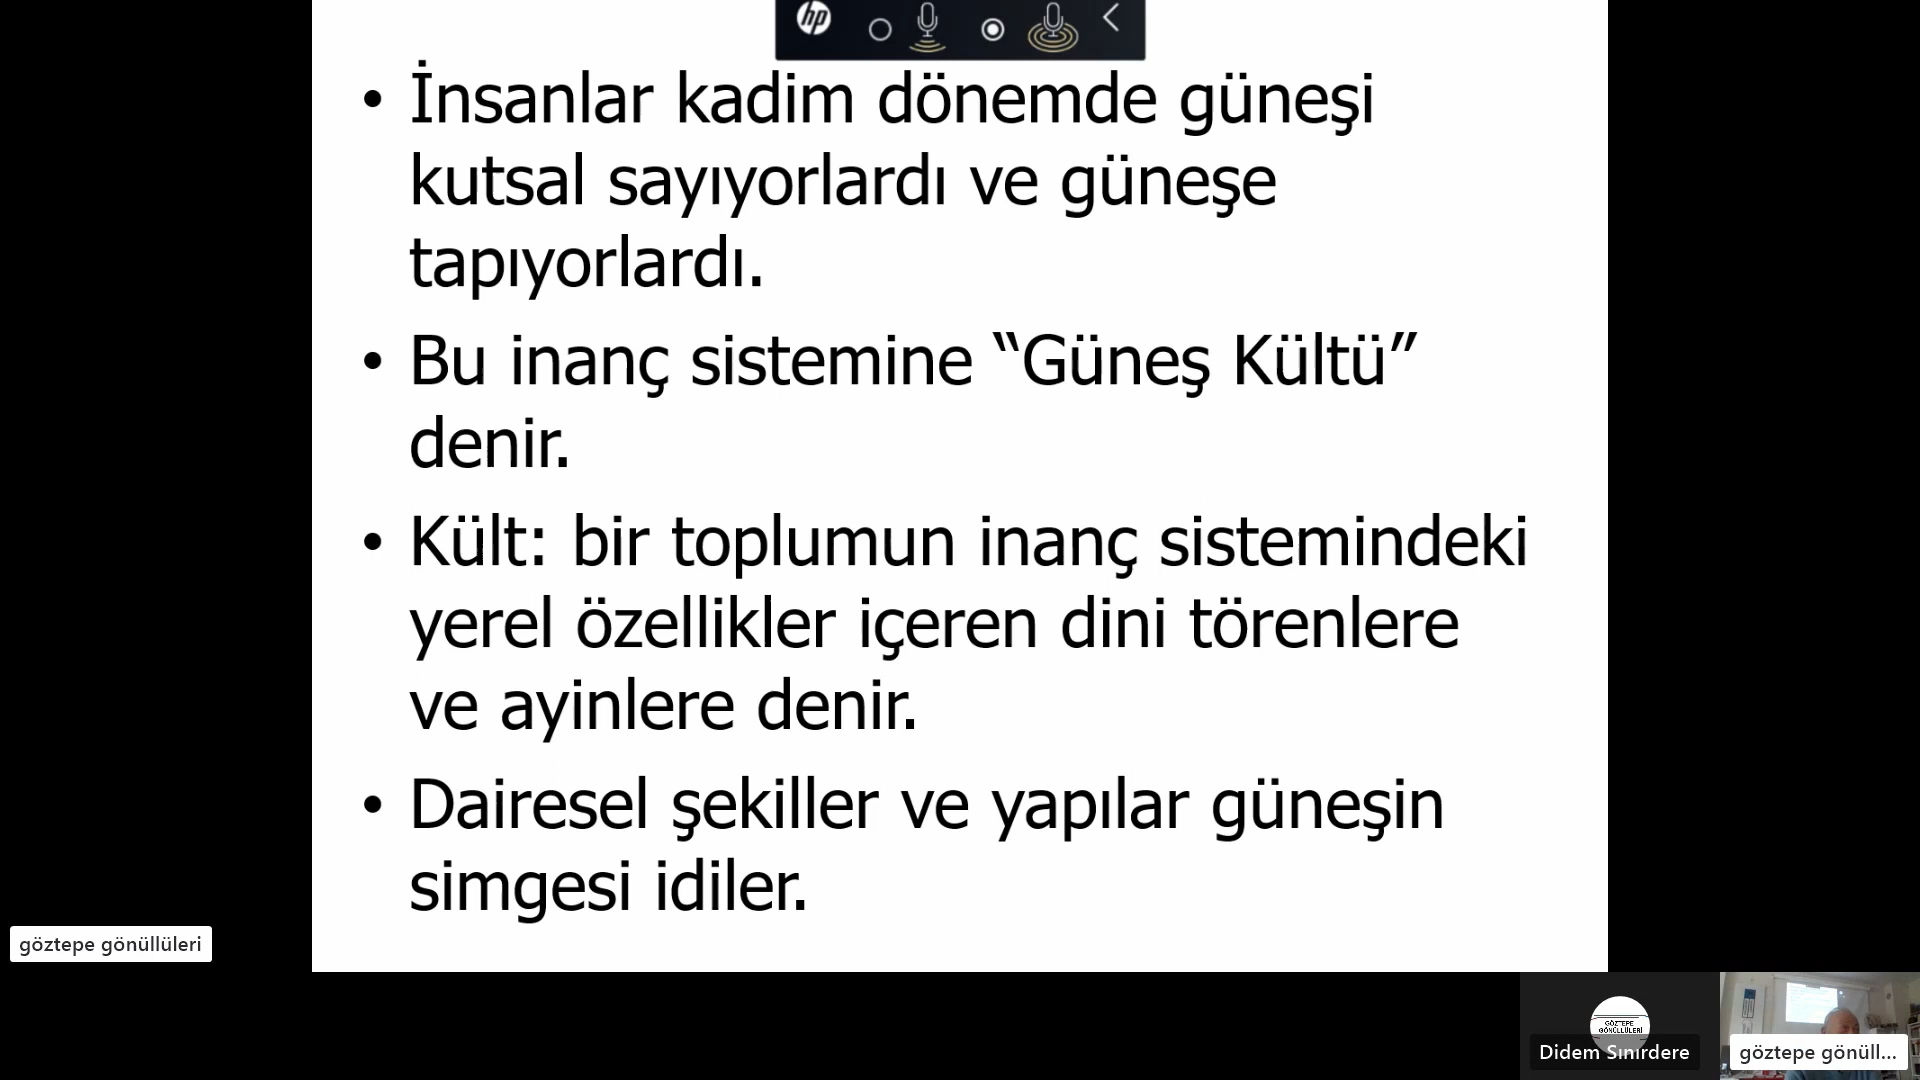 hp
• İnsanlar kadim dönemde güneşi
kutsal sayıyorlardı ve güneşe
tapıyorlardı.
• Bu inanç sistemine “Güneş Kültü”
denir.
• Kült: bir toplumun inanç sistemindeki
yerel özellikler içeren dini törenlere
ve ayinlere denir.
• Dairesel şekiller ve yapılar güneşin
simgesi idiler.
göztepe gönüllüleri
GÖZTEPE
GÖNÜLLÜLERİ
Didem Sınırdere
göztepe gönüll...